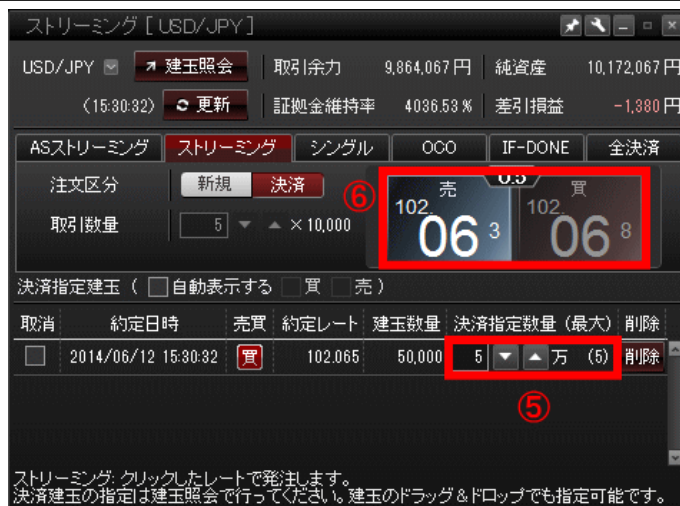 ストリーミング [ USD/JPY ]
USD/JPY 建玉照会 取引余力 9,864,067 円 純資産 10,172,067 円
(15:30:32) 更新 証拠金維持率 4036.53 % 差引損益 -1,380 円
ASストリーミング ストリーミング シングル OCO IF-DONE 全決済
注文区分 新規 決済 ⑥ 売 0.5 買
取引数量 5 × 10,000 102. 06 3 102. 06 8
決済指定建玉 ( 自動表示する 買 売 )
取消 約定日時 売買 約定レート 建玉数量 決済指定数量 (最大) 削除
2014/06/12 15:30:32 買 102.065 50,000 5 万 (5) 削除
⑤
ストリーミング: クリックしたレートで発注します。
決済建玉の指定は建玉照会で行ってください。建玉のドラッグ&ドロップでも指定可能です。